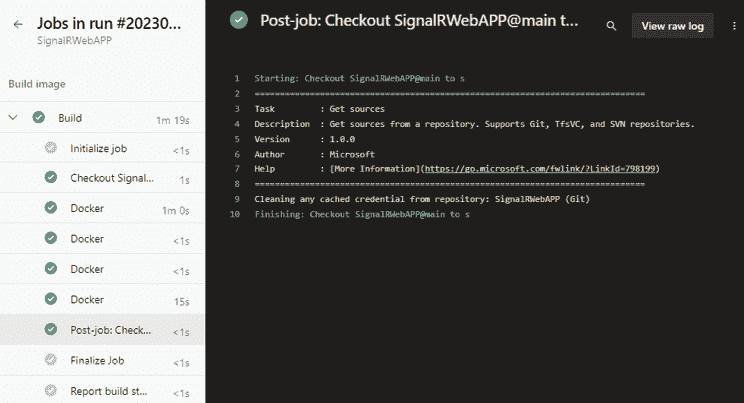 Jobs in run #20230...
SignalRWebAPP
Build image
Build 1m 19s
Initialize job <1s
Checkout Signal... 1s
Docker 1m 0s
Docker <1s
Docker <1s
Docker 15s
Post-job: Check... <1s
Finalize Job <1s
Report build st... <1s
Post-job: Checkout SignalRWebAPP@main t...
View raw log
1 Starting: Checkout SignalRWebAPP@main to s
2 ==============================================================================
3 Task : Get sources
4 Description : Get sources from a repository. Supports Git, TfsVC, and SVN repositories.
5 Version : 1.0.0
6 Author : Microsoft
7 Help : [More Information](https://go.microsoft.com/fwlink/?LinkId=798199)
8 ==============================================================================
9 Cleaning any cached credential from repository: SignalRWebAPP (Git)
10 Finishing: Checkout SignalRWebAPP@main to s